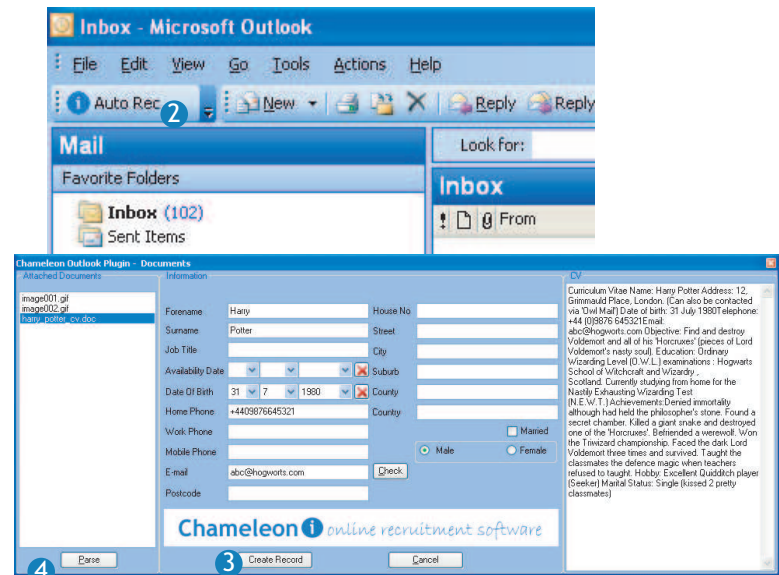 Inbox - Microsoft Outlook
File Edit View Go Tools Actions Help
Auto Rec 2 New Reply Reply
Mail
Look for:
Favorite Folders
Inbox
Inbox (102)
! From
Sent Items
Chameleon Outlook Plugin - Documents
Attached Documents
image001.gif
image002.gif
harry_potter_cv.doc
Parse
4
Information
Forename Harry House No
Surname Potter Street
Job Title City
Availability Date Suburb
Date Of Birth 31 7 1980 County
Home Phone +4409876645321 Country
Work Phone Married
Mobile Phone Male Female
E-mail abc@hogworts.com Check
Postcode
Chameleon i online recruitment software
3 Create Record Cancel
CV
Curriculum Vitae Name: Harry Potter Address: 12,
Grimmauld Place, London. (Can also be contacted
via 'Owl Mail') Date of birth: 31 July 1980Telephone:
+44 (0)9876 645321Email:
abc@hogworts.com Objective: Find and destroy
Voldemort and all of his 'Horcruxes' (pieces of Lord
Voldemort's nasty soul). Education: Ordinary
Wizarding Level (O.W.L.) examinations : Hogwarts
School of Witchcraft and Wizardry ,
Scotland. Currently studying from home for the
Nastily Exhausting Wizarding Test
(N.E.W.T.) Achievements:Denied immortality
although had held the philosopher's stone. Found a
secret chamber. Killed a giant snake and destroyed
one of the 'Horcruxes'. Befriended a werewolf. Won
the Triwizard championship. Faced the dark Lord
Voldemort three times and survived. Taught the
classmates the defence magic when teachers
refused to taught. Hobby: Excellent Quidditch player
(Seeker) Marital Status: Single (kissed 2 pretty
classmates)